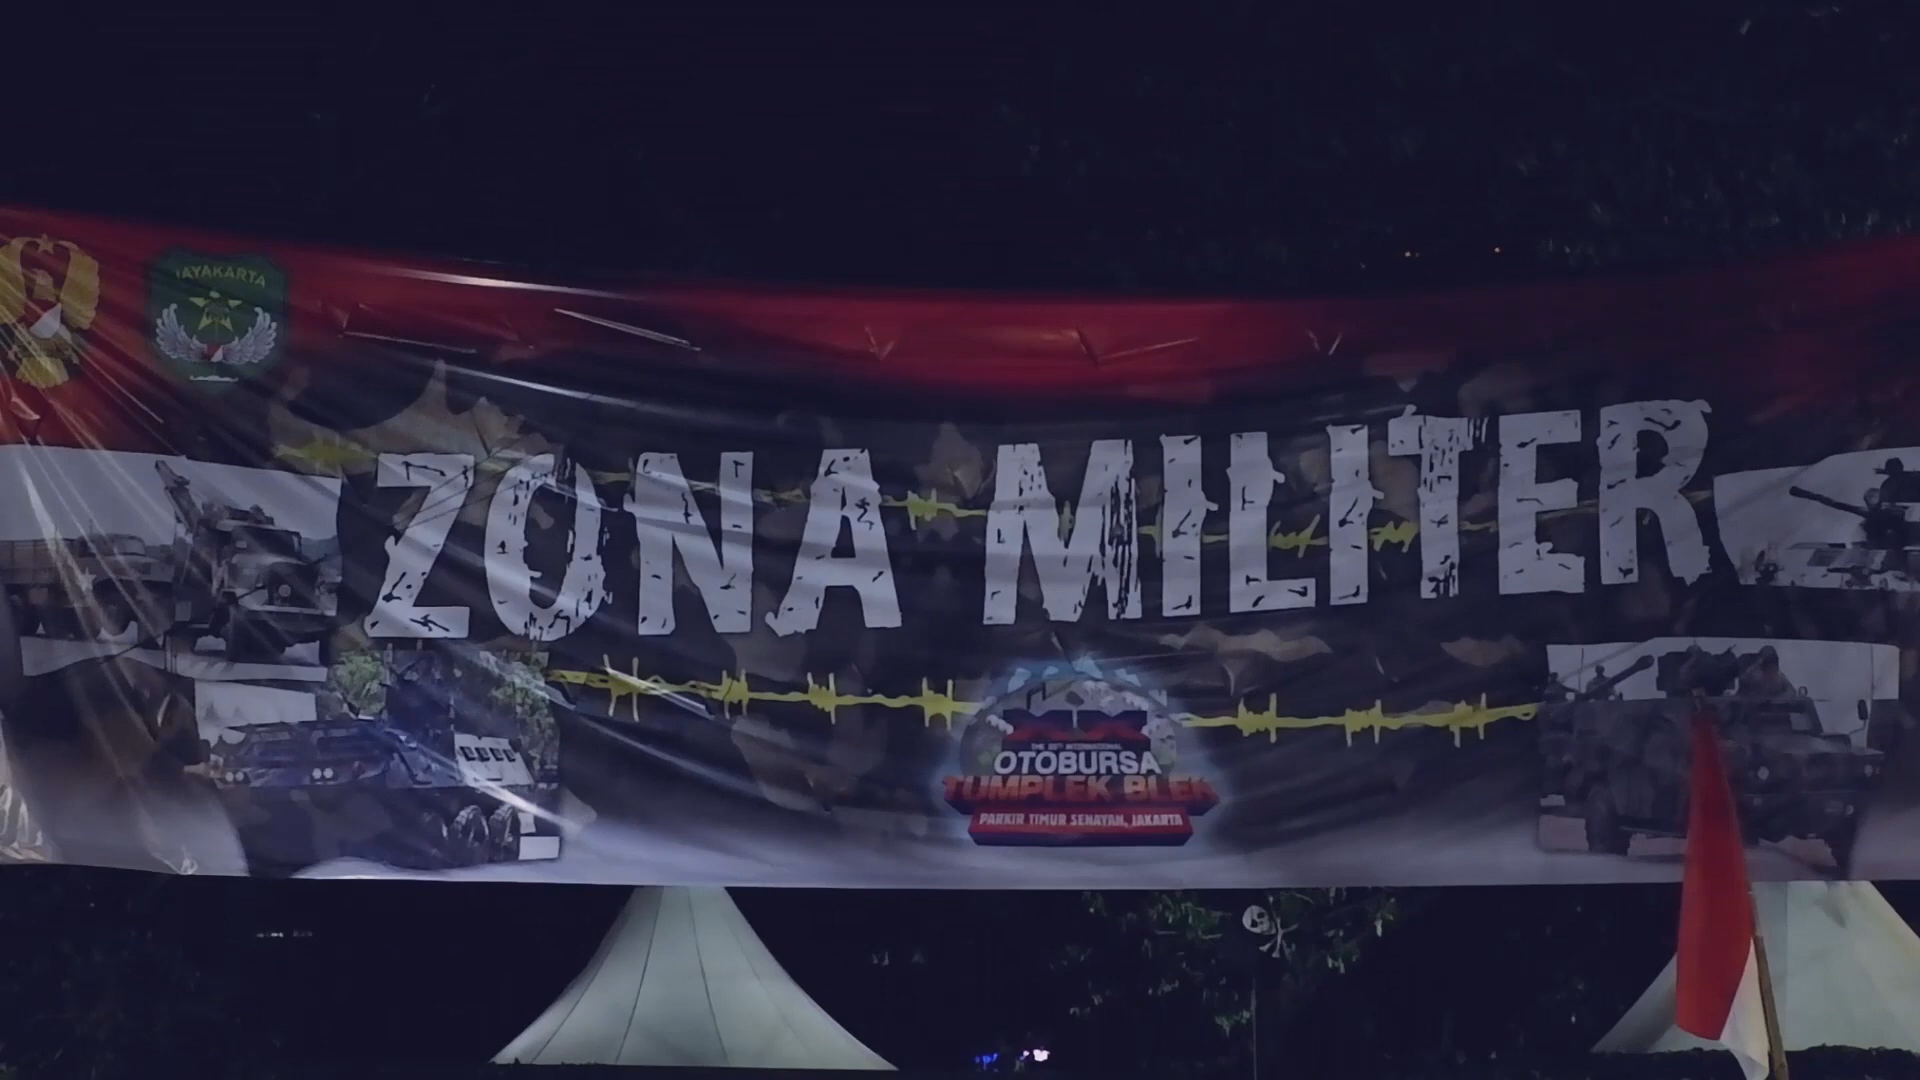 JAYAKARTA
ZONA MILITER
OTOBURSA
TUMPLEK BLEK
PARKIR TIMUR SENAYAN, JAKARTA